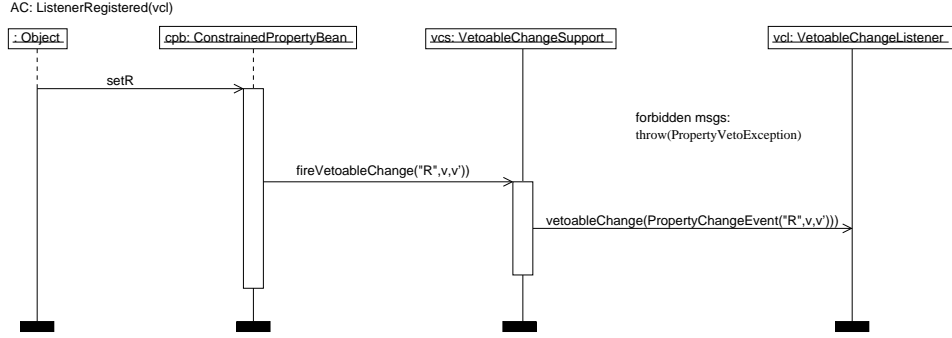 AC: ListenerRegistered(vcl)
: Object
cpb: ConstrainedPropertyBean
vcs: VetoableChangeSupport
vcl: VetoableChangeListener
setR
forbidden msgs:
throw(PropertyVetoException)
fireVetoableChange("R",v,v'))
vetoableChange(PropertyChangeEvent("R",v,v')))